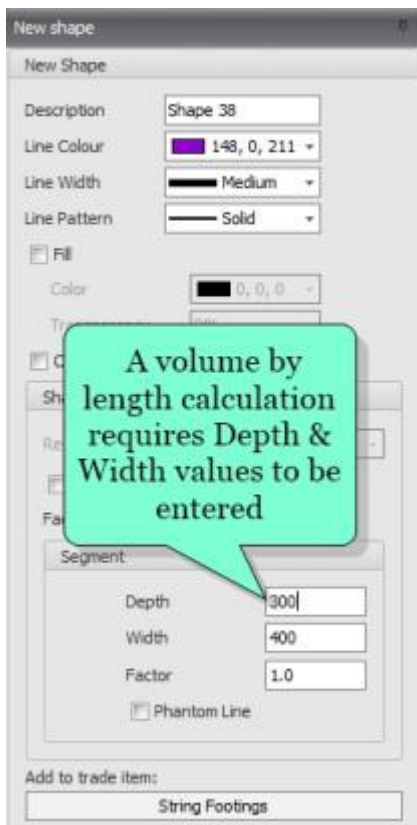 New shape
New Shape
Description Shape 38
Line Colour 148, 0, 211
Line Width Medium
Line Pattern Solid
Fill
Color 0, 0, 0
A volume by
length calculation
requires Depth &
Width values to be
entered
Segment
Depth 300
Width 400
Factor 1.0
Phantom Line
Add to trade item:
String Footings